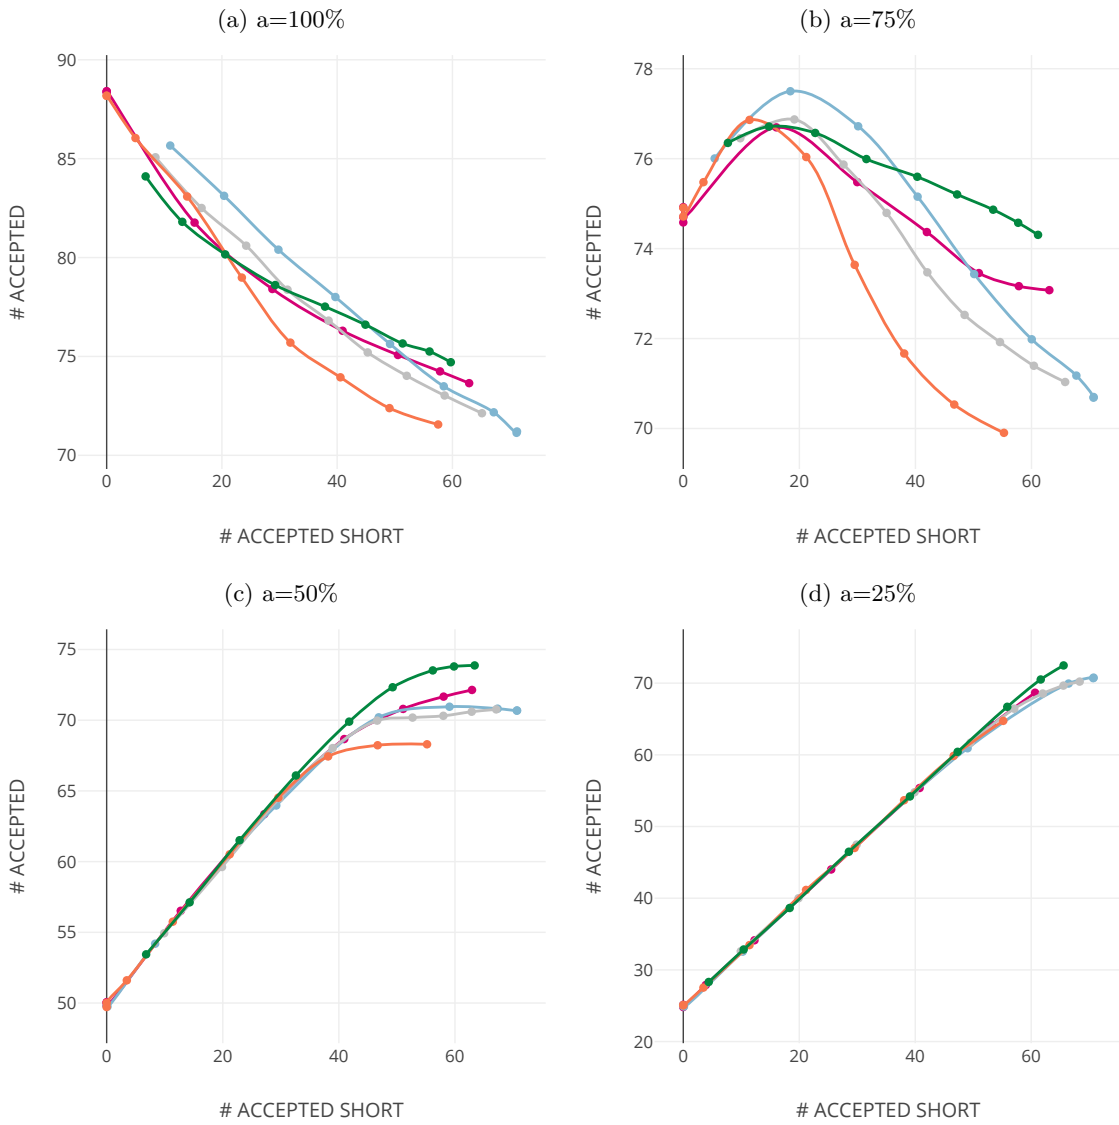 (a) a=100%
90
85
80
75
70
0 20 40 60
# ACCEPTED
# ACCEPTED SHORT
(b) a=75%
78
76
74
72
70
0 20 40 60
# ACCEPTED
# ACCEPTED SHORT
(c) a=50%
75
70
65
60
55
50
0 20 40 60
# ACCEPTED
# ACCEPTED SHORT
(d) a=25%
70
60
50
40
30
20
0 20 40 60
# ACCEPTED
# ACCEPTED SHORT